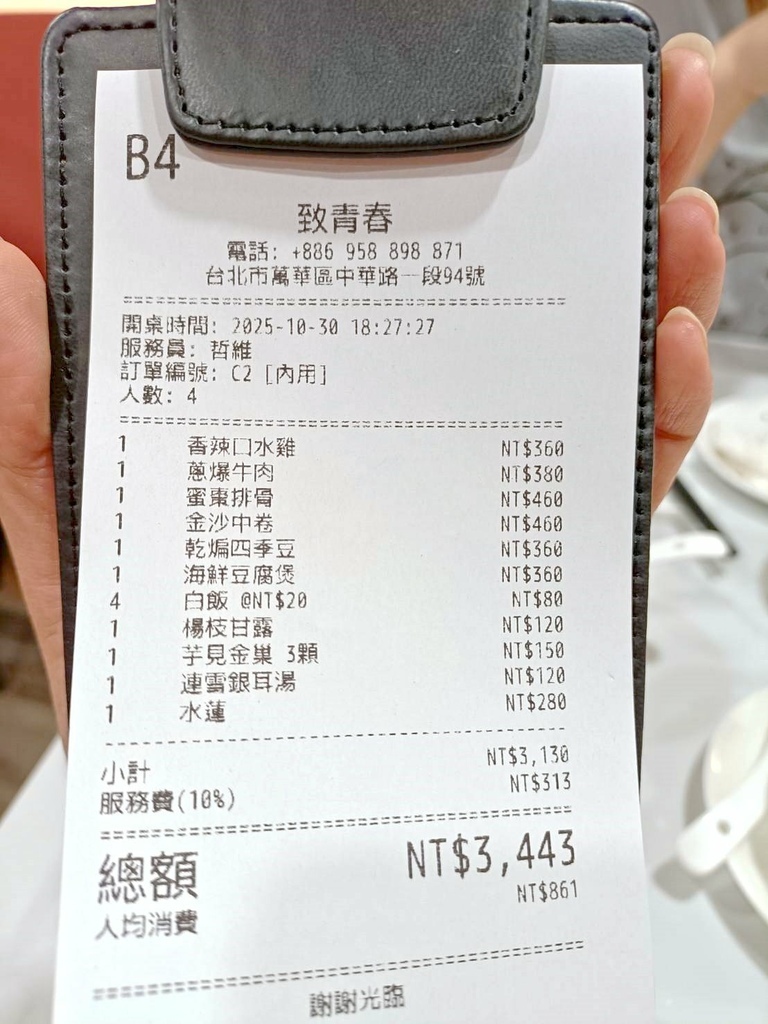 B4
致青春
電話: +886 958 898 871
台北市萬華區中華路一段94號
開桌時間: 2025-10-30 18:27:27
服務員: 哲維
訂單編號: C2 [內用]
人數: 4
1 香辣口水雞 NT$360
1 蔥爆牛肉 NT$380
1 蜜棗排骨 NT$460
1 金沙中卷 NT$460
1 乾煸四季豆 NT$360
1 海鮮豆腐煲 NT$360
4 白飯 @NT$20 NT$80
1 楊枝甘露 NT$120
1 芋見金巢 3顆 NT$150
1 連雪銀耳湯 NT$120
1 水蓮 NT$280
小計 NT$3,130
服務費(10%) NT$313
總額 NT$3,443
人均消費 NT$861
謝謝光臨